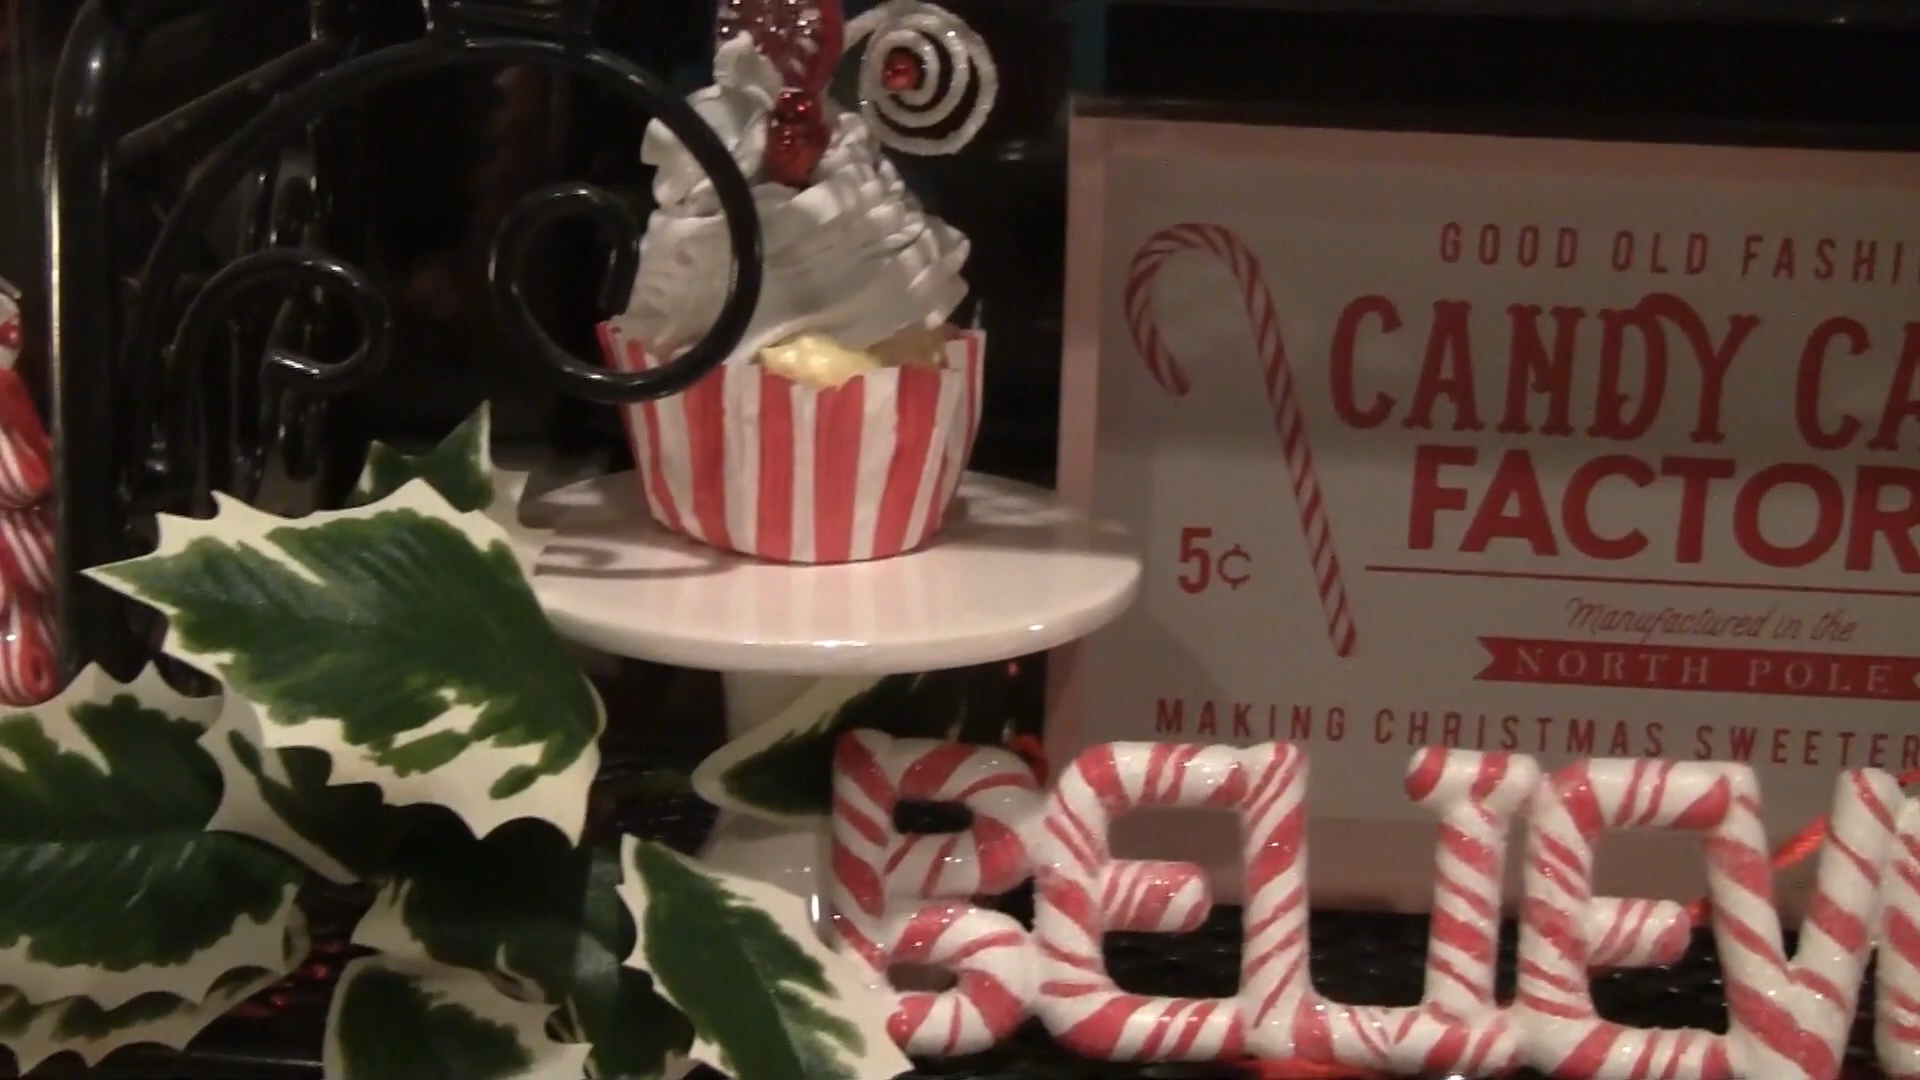 GOOD OLD FASHI
CANDY CA
FACTOR
5¢
Manufactured in the
NORTH POLE
MAKING CHRISTMAS SWEETER
BELIEV